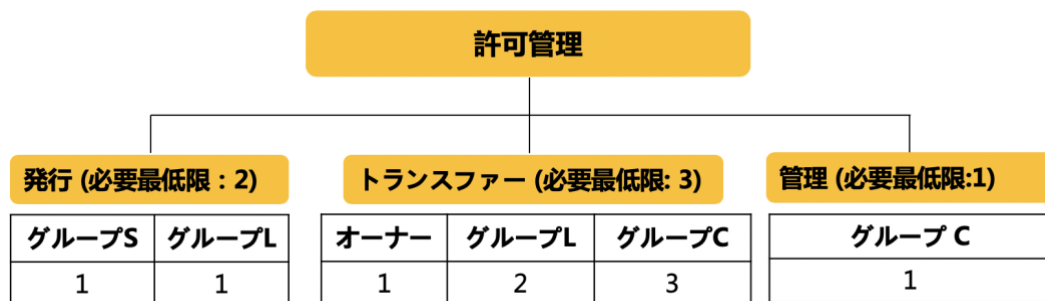 許可管理
発行 (必要最低限：2)
トランスファー (必要最低限: 3)
管理 (必要最低限:1)
グループS グループL
オーナー グループL グループC
グループ C
1 1
1 2 3
1